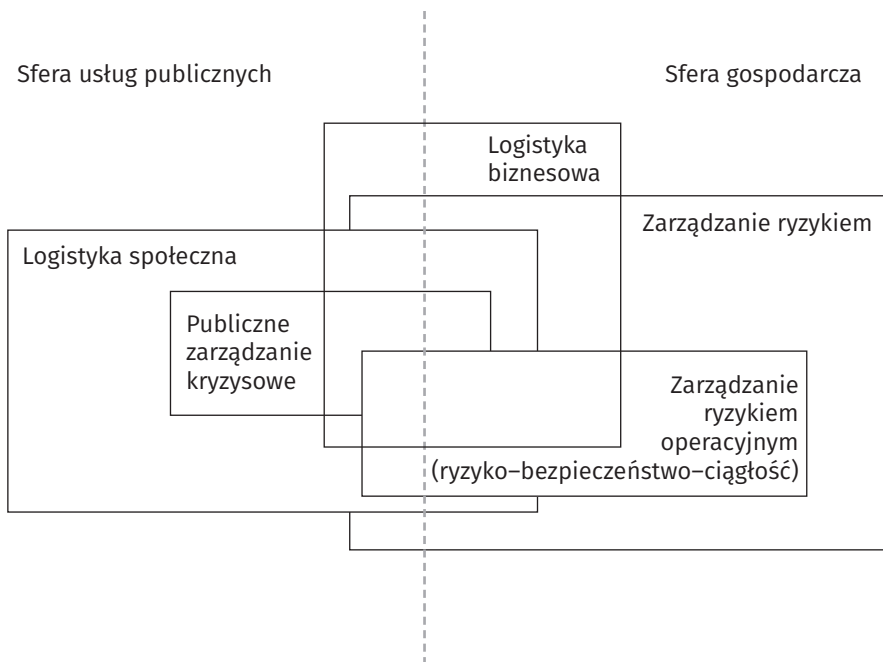 Sfera usług publicznych
Sfera gospodarcza
Logistyka
biznesowa
Zarządzanie ryzykiem
Logistyka społeczna
Publiczne
zarządzanie
kryzysowe
Zarządzanie
ryzykiem
operacyjnym
(ryzyko–bezpieczeństwo–ciągłość)